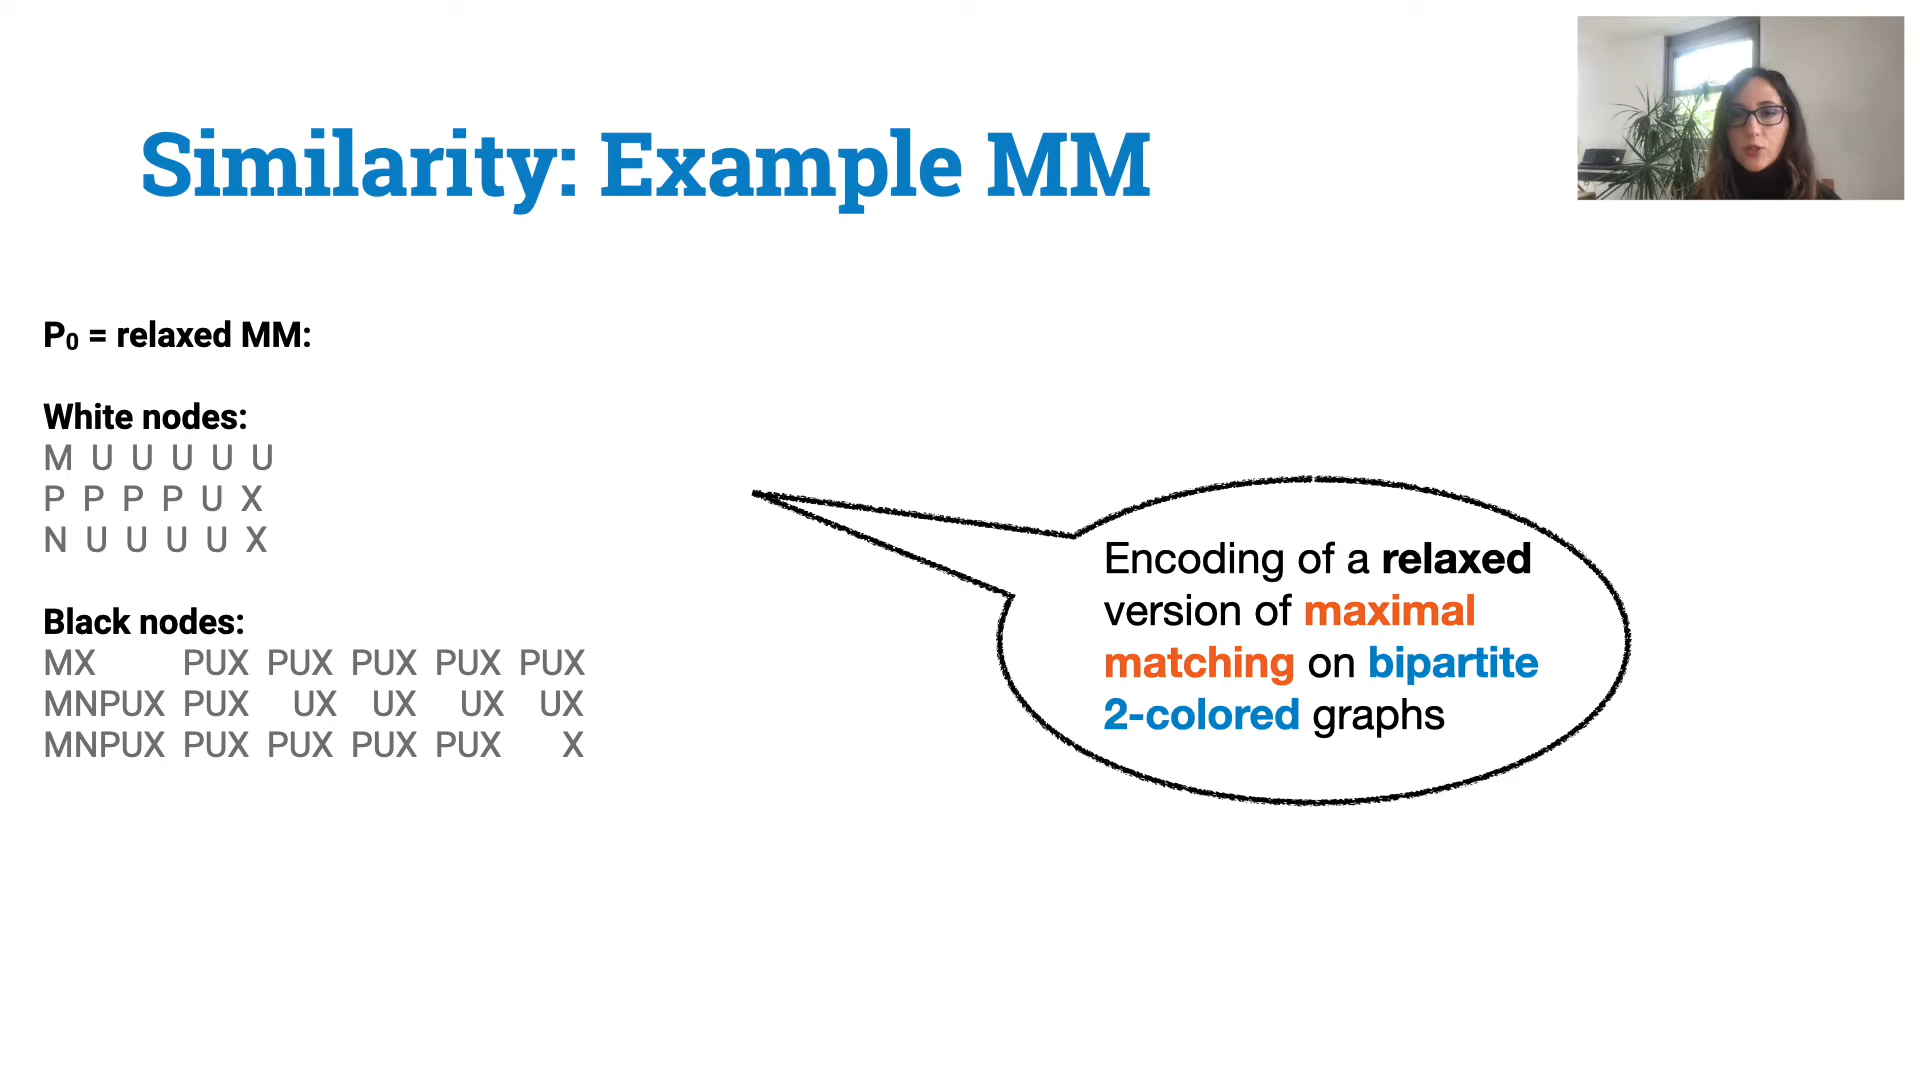 Similarity: Example MM
P₀ = relaxed MM:
White nodes:
M U U U U U
P P P P U X
N U U U U X
Black nodes:
MX PUX PUX PUX PUX PUX
MNPUX PUX UX UX UX UX
MNPUX PUX PUX PUX PUX X
Encoding of a relaxed
version of maximal
matching on bipartite
2-colored graphs